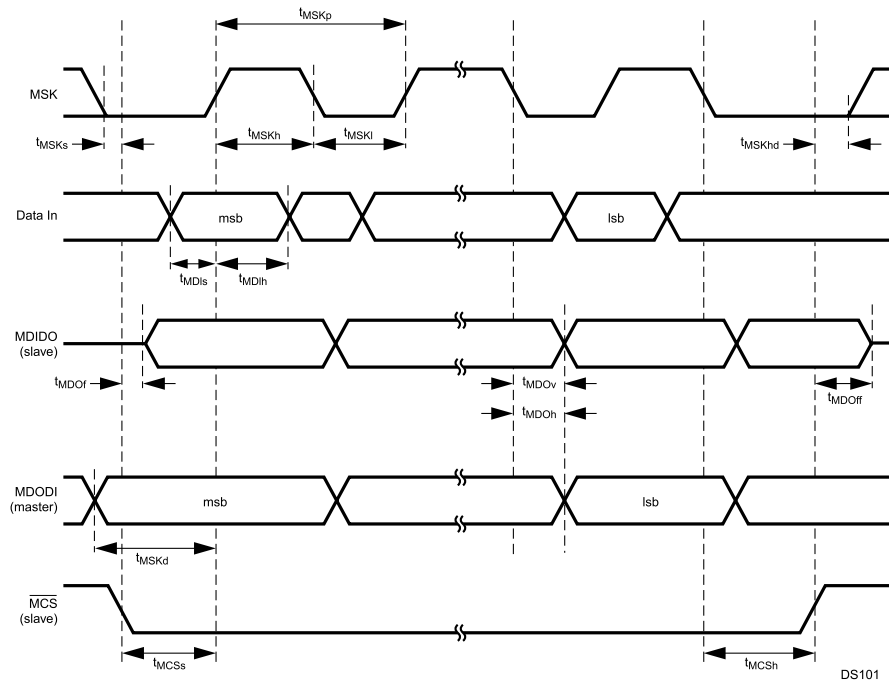 tMSKp
MSK
tMSKs
tMSKh
tMSKl
tMSKhd
Data In
msb
lsb
tMDIs
tMDIh
MDIDO
(slave)
tMDOf
tMDOv
tMDOh
tMDOff
MDODI
(master)
msb
lsb
tMSKd
MCS
(slave)
tMCSs
tMCSh
DS101